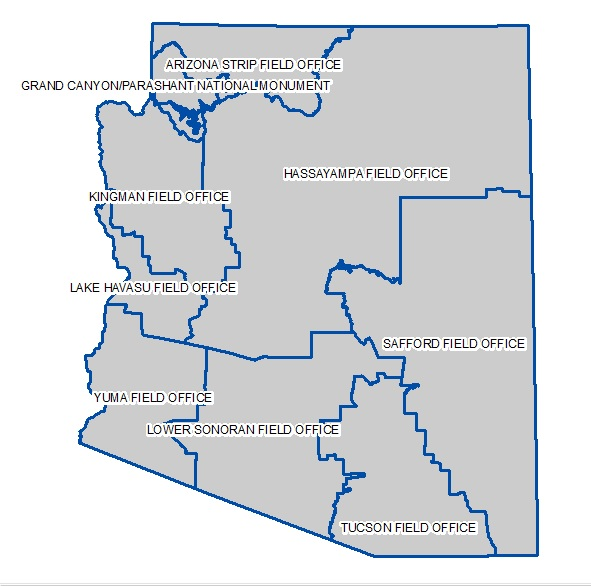 ARIZONA STRIP FIELD OFFICE
GRAND CANYON/PARASHANT NATIONAL MONUMENT
HASSAYAMPA FIELD OFFICE
KINGMAN FIELD OFFICE
LAKE HAVASU FIELD OFFICE
SAFFORD FIELD OFFICE
YUMA FIELD OFFICE
LOWER SONORAN FIELD OFFICE
TUCSON FIELD OFFICE